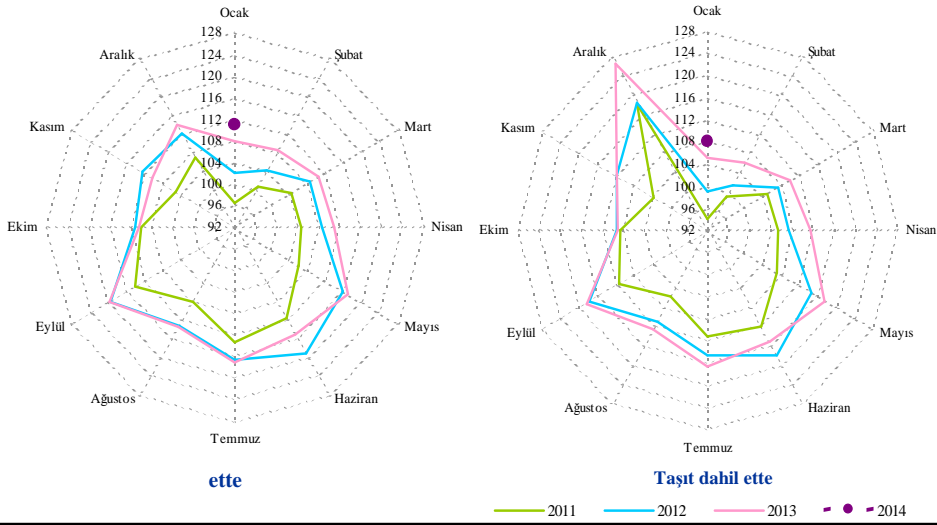 Ocak
128
124
120
116
112
108
104
100
96
92
Şubat
Mart
Nisan
Mayıs
Haziran
Temmuz
Ağustos
Eylül
Ekim
Kasım
Aralık
ette
Ocak
128
124
120
116
112
108
104
100
96
92
Şubat
Mart
Nisan
Mayıs
Haziran
Temmuz
Ağustos
Eylül
Ekim
Kasım
Aralık
Taşıt dahil ette
2011 2012 2013 2014